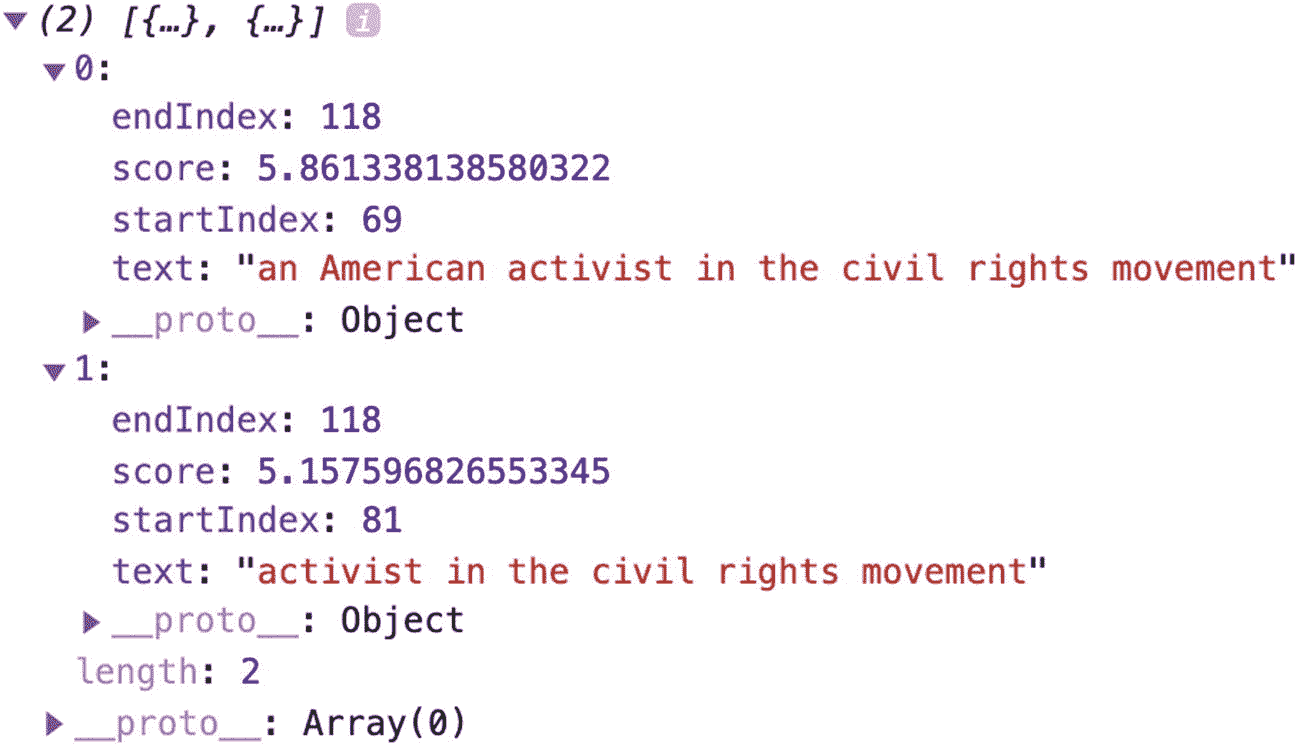 ▼ (2) [{…}, {…}] i
▼ 0:
endIndex: 118
score: 5.861338138580322
startIndex: 69
text: "an American activist in the civil rights movement"
▶ __proto__: Object
▼ 1:
endIndex: 118
score: 5.157596826553345
startIndex: 81
text: "activist in the civil rights movement"
▶ __proto__: Object
length: 2
▶ __proto__: Array(0)